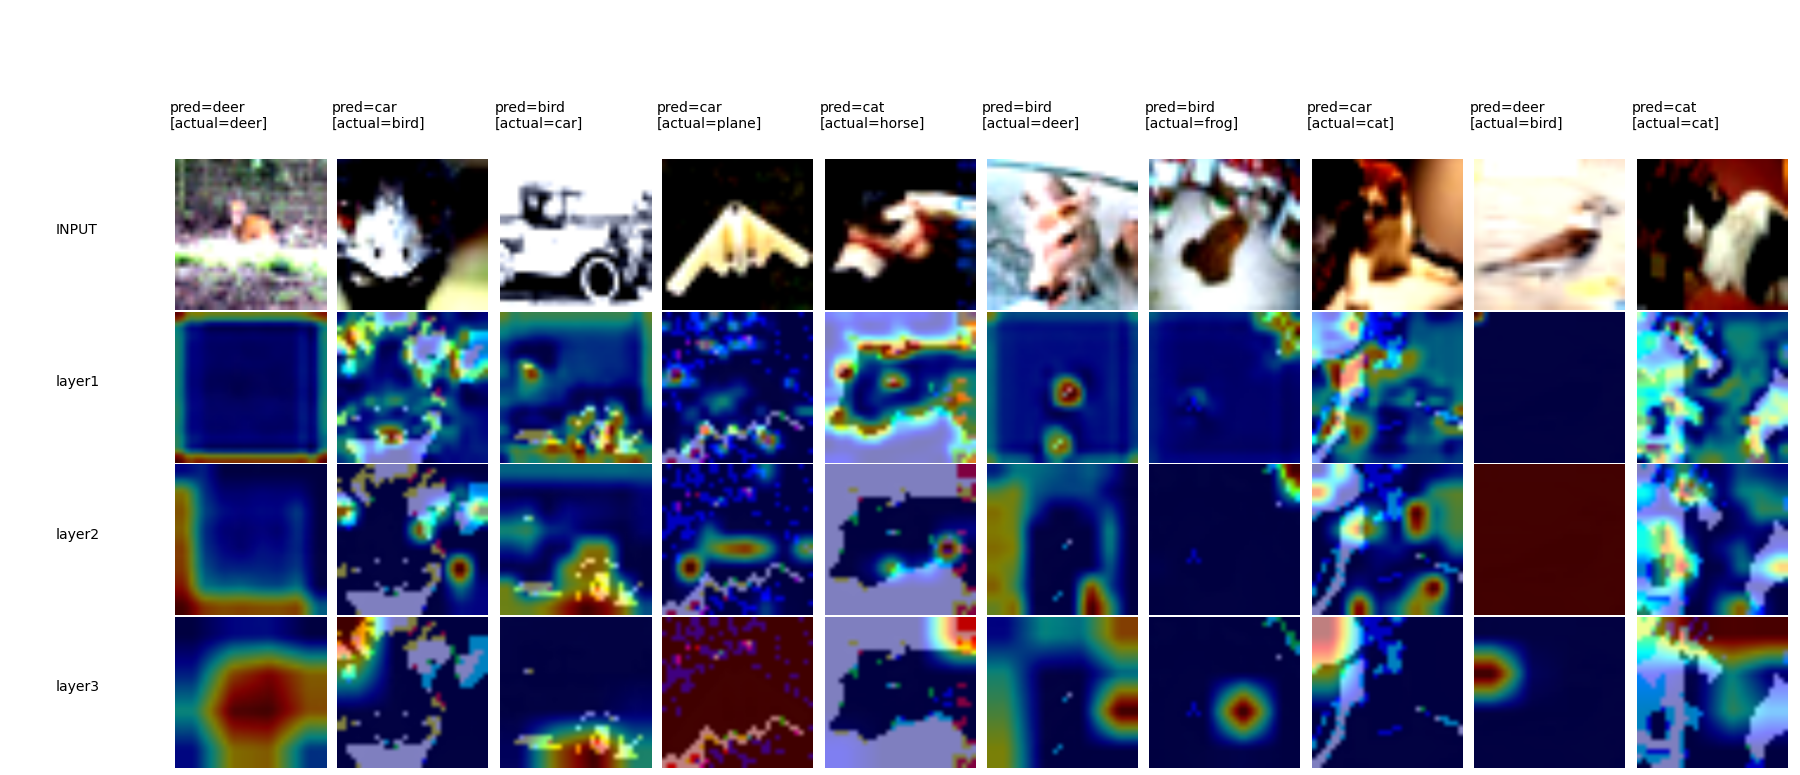 pred=deer
[actual=deer]
pred=car
[actual=bird]
pred=bird
[actual=car]
pred=car
[actual=plane]
pred=cat
[actual=horse]
pred=bird
[actual=deer]
pred=bird
[actual=frog]
pred=car
[actual=cat]
pred=deer
[actual=bird]
pred=cat
[actual=cat]
INPUT
layer1
layer2
layer3